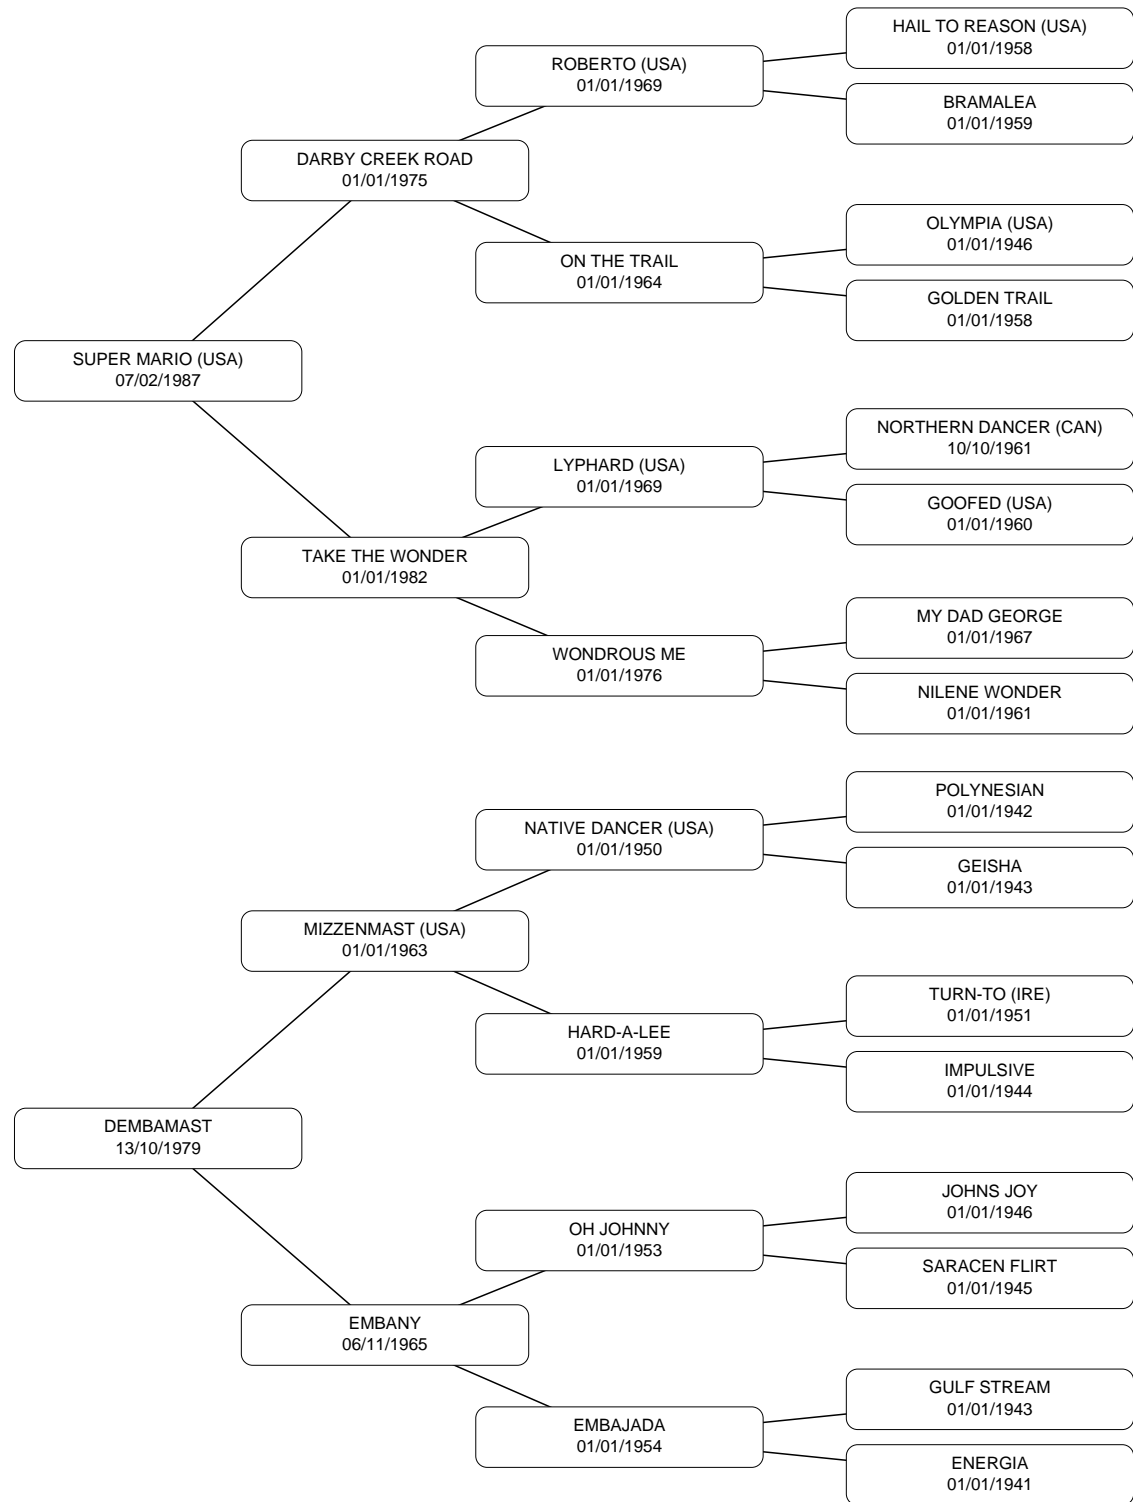 HAIL TO REASON (USA)
01/01/1958
ROBERTO (USA)
01/01/1969
BRAMALEA
01/01/1959
DARBY CREEK ROAD
01/01/1975
OLYMPIA (USA)
01/01/1946
ON THE TRAIL
01/01/1964
GOLDEN TRAIL
01/01/1958
SUPER MARIO (USA)
07/02/1987
NORTHERN DANCER (CAN)
10/10/1961
LYPHARD (USA)
01/01/1969
GOOFED (USA)
01/01/1960
TAKE THE WONDER
01/01/1982
MY DAD GEORGE
01/01/1967
WONDROUS ME
01/01/1976
NILENE WONDER
01/01/1961
POLYNESIAN
01/01/1942
NATIVE DANCER (USA)
01/01/1950
GEISHA
01/01/1943
MIZZENMAST (USA)
01/01/1963
TURN-TO (IRE)
01/01/1951
HARD-A-LEE
01/01/1959
IMPULSIVE
01/01/1944
DEMBAMAST
13/10/1979
JOHNS JOY
01/01/1946
OH JOHNNY
01/01/1953
SARACEN FLIRT
01/01/1945
EMBANY
06/11/1965
GULF STREAM
01/01/1943
EMBAJADA
01/01/1954
ENERGIA
01/01/1941